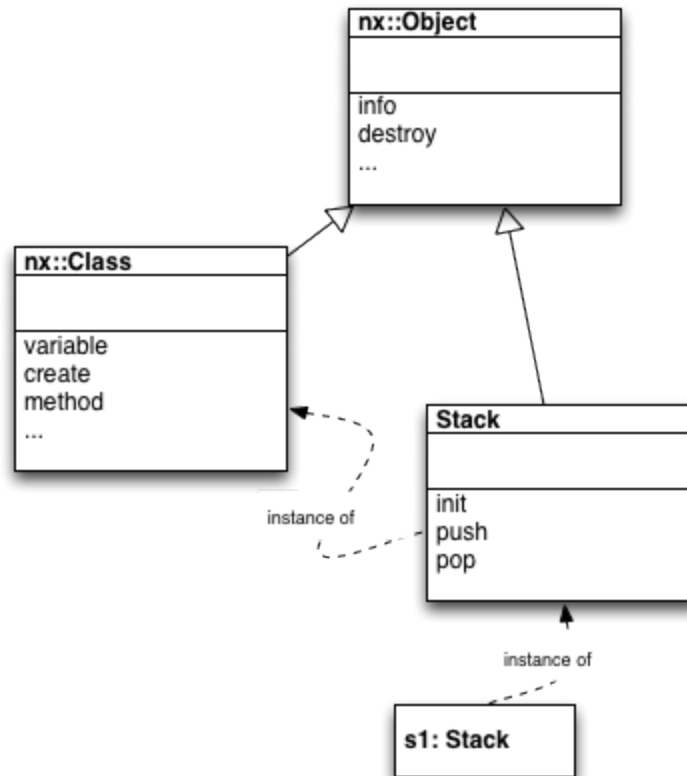 nx::Object
info
destroy
...
nx::Class
variable
create
method
...
Stack
init
push
pop
instance of
instance of
s1: Stack